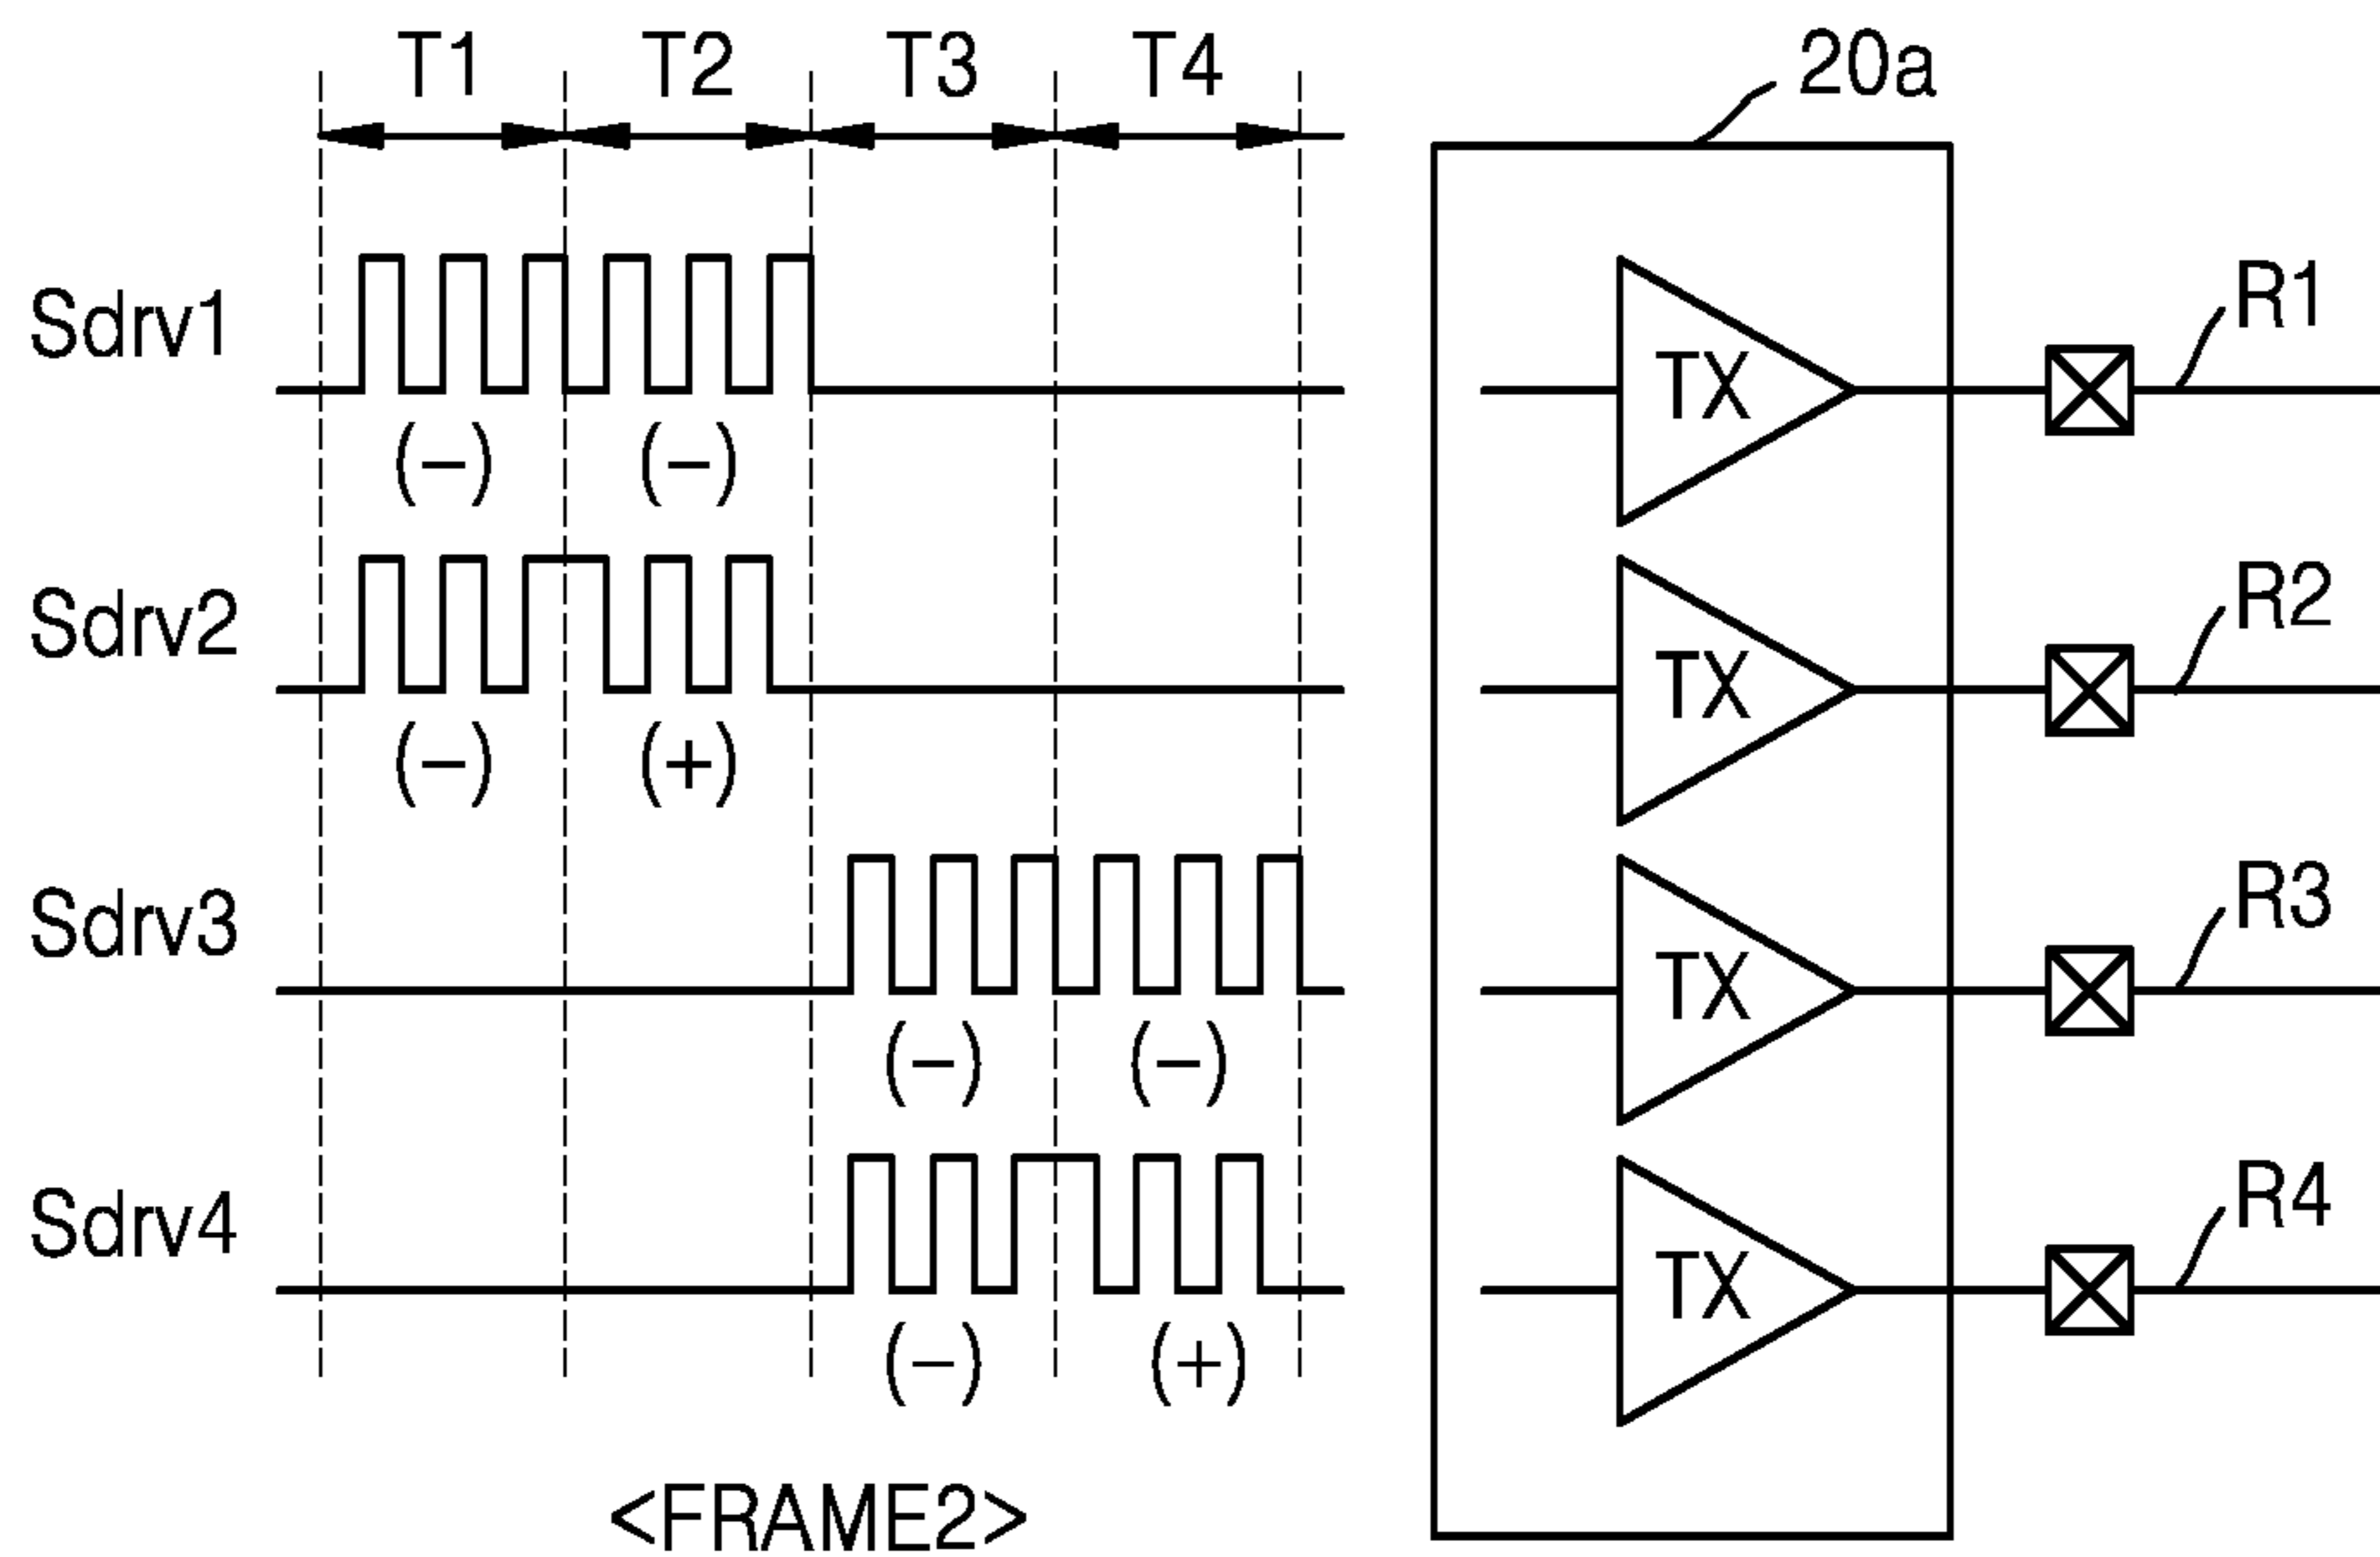 T1 T2 T3 T4
20a
Sdrv1
(−) (−)
TX
R1
Sdrv2
(−) (+)
TX
R2
Sdrv3
(−) (−)
TX
R3
Sdrv4
(−) (+)
TX
R4
<FRAME2>